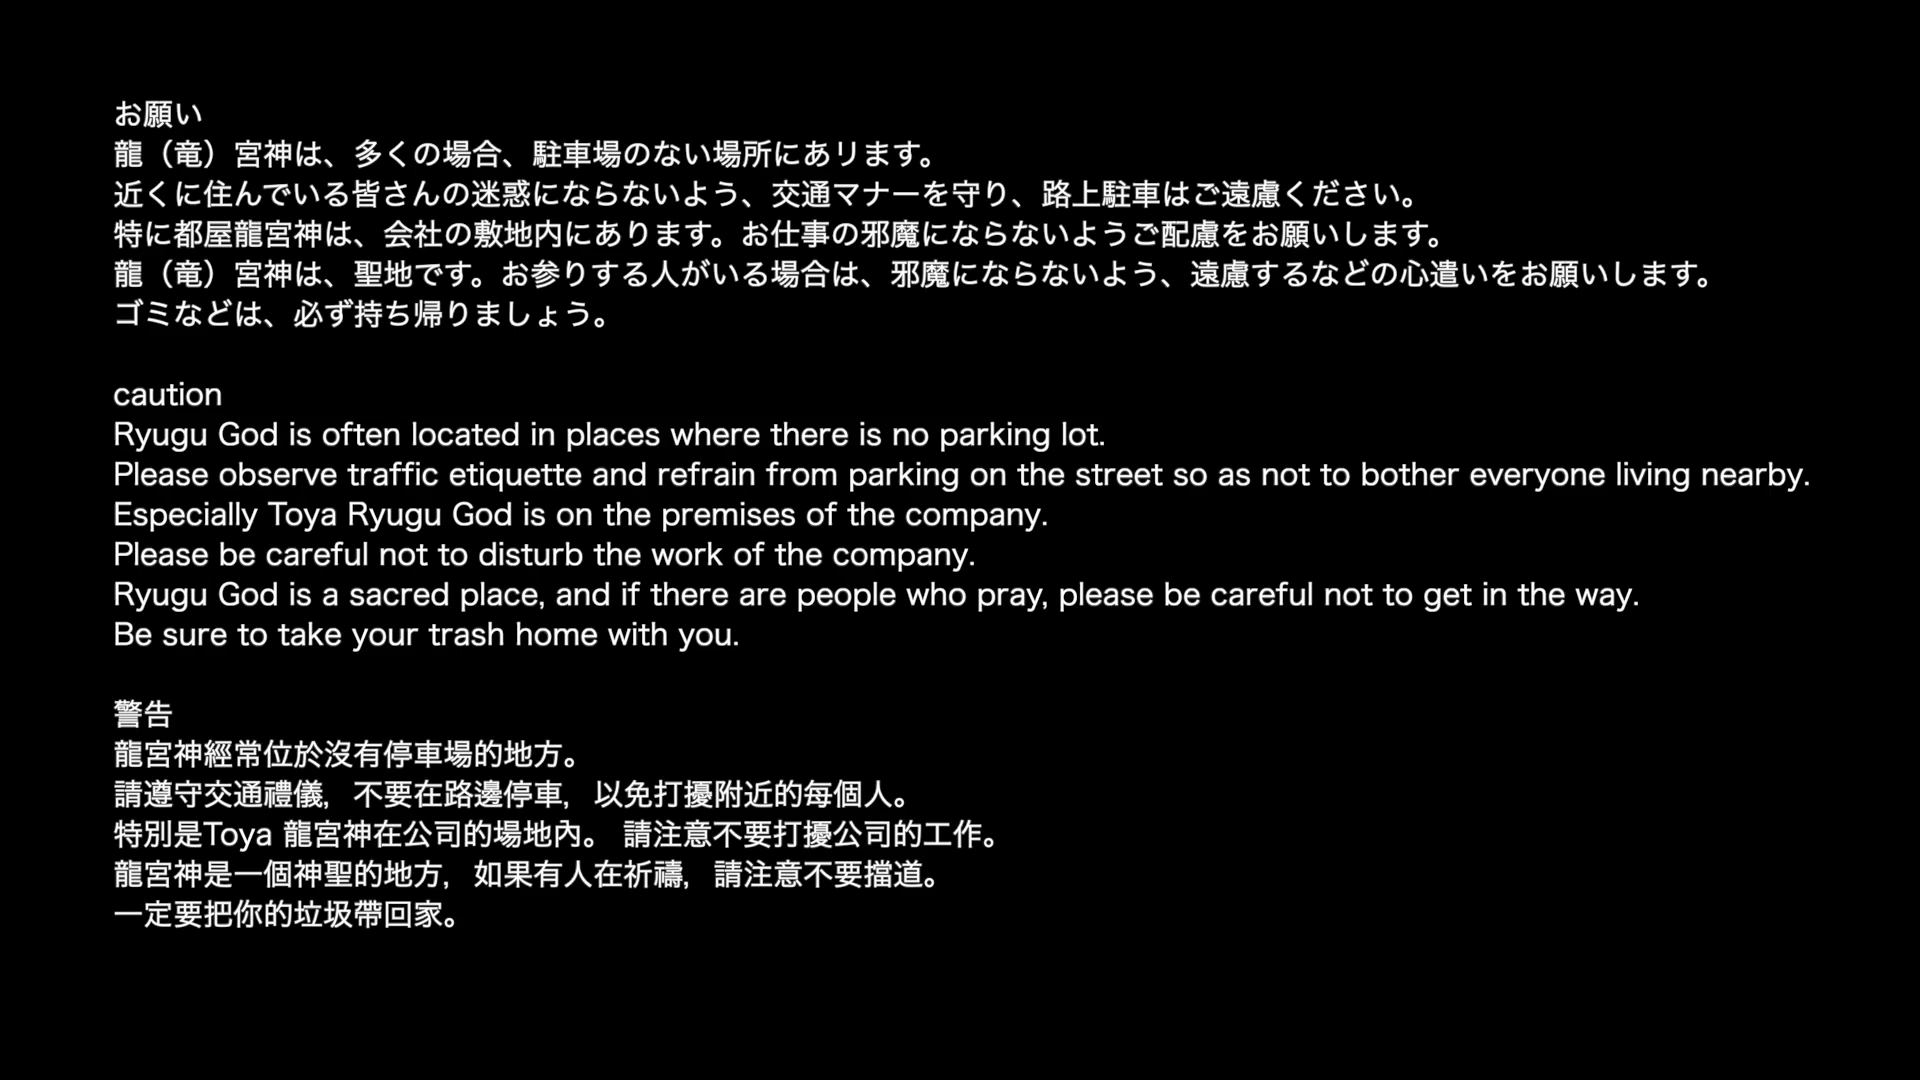 お願い
龍（竜）宮神は、多くの場合、駐車場のない場所にあリます。
近くに住んでいる皆さんの迷惑にならないよう、交通マナーを守り、路上駐車はご遠慮ください。
特に都屋龍宮神は、会社の敷地内にあります。お仕事の邪魔にならないようご配慮をお願いします。
龍（竜）宮神は、聖地です。お参りする人がいる場合は、邪魔にならないよう、遠慮するなどの心遣いをお願いします。
ゴミなどは、必ず持ち帰りましょう。
caution
Ryugu God is often located in places where there is no parking lot.
Please observe traffic etiquette and refrain from parking on the street so as not to bother everyone living nearby.
Especially Toya Ryugu God is on the premises of the company.
Please be careful not to disturb the work of the company.
Ryugu God is a sacred place, and if there are people who pray, please be careful not to get in the way.
Be sure to take your trash home with you.
警告
龍宮神經常位於沒有停車場的地方。
請遵守交通禮儀，不要在路邊停車，以免打擾附近的每個人。
特別是Toya 龍宮神在公司的場地內。 請注意不要打擾公司的工作。
龍宮神是一個神聖的地方，如果有人在祈禱，請注意不要擋道。
一定要把你的垃圾帶回家。